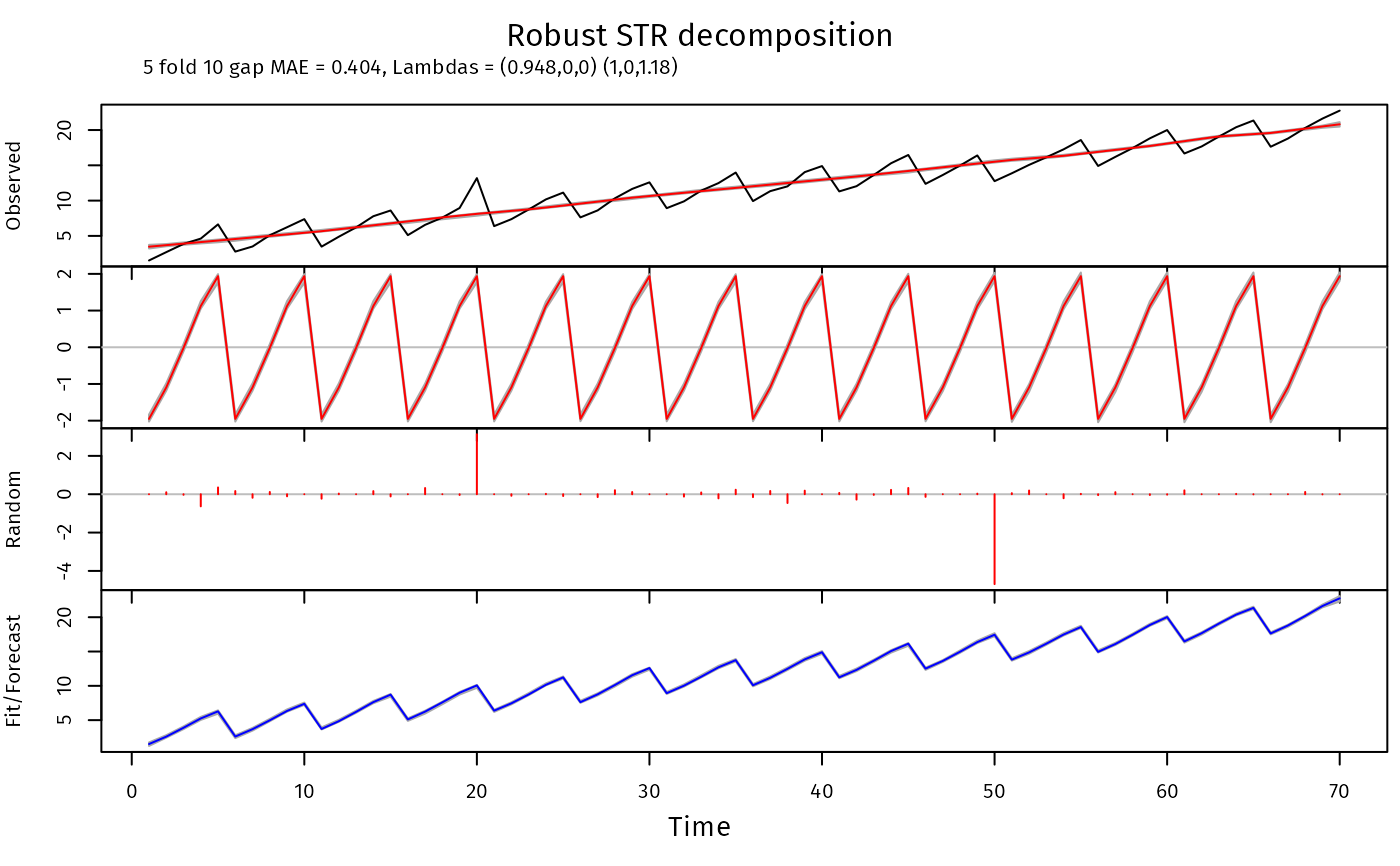 Robust STR decomposition
5 fold 10 gap MAE = 0.404, Lambdas = (0.948,0,0) (1,0,1.18)
Observed
20
10
5
2
1
0
-1
-2
Random
2
0
-2
-4
Fit/Forecast
20
10
5
0 10 20 30 40 50 60 70
Time